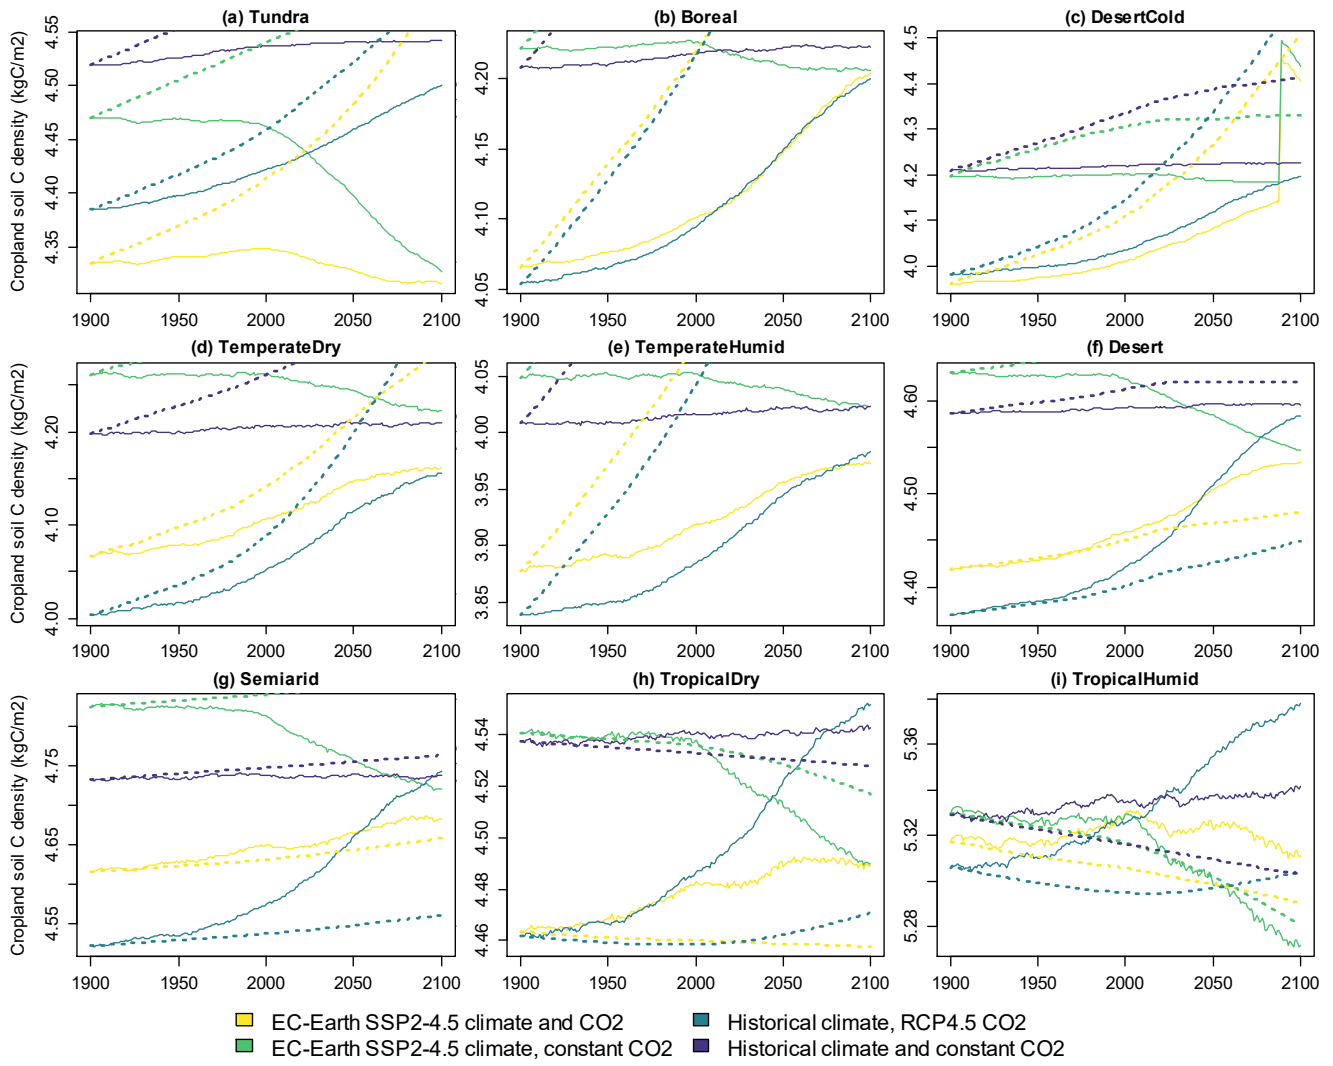 (a) Tundra
(b) Boreal
(c) DesertCold
Cropland soil C density (kgC/m2)
4.55
4.50
4.45
4.40
4.35
4.20
4.15
4.10
4.05
4.5
4.4
4.3
4.2
4.1
4.0
1900 1950 2000 2050 2100
1900 1950 2000 2050 2100
1900 1950 2000 2050 2100
(d) TemperateDry
(e) TemperateHumid
(f) Desert
Cropland soil C density (kgC/m2)
4.20
4.10
4.00
4.05
4.00
3.95
3.90
3.85
4.60
4.50
4.40
1900 1950 2000 2050 2100
1900 1950 2000 2050 2100
1900 1950 2000 2050 2100
(g) Semiarid
(h) TropicalDry
(i) TropicalHumid
Cropland soil C density (kgC/m2)
4.75
4.65
4.55
4.54
4.52
4.50
4.48
4.46
5.36
5.32
5.28
1900 1950 2000 2050 2100
1900 1950 2000 2050 2100
1900 1950 2000 2050 2100
EC-Earth SSP2-4.5 climate and CO2
Historical climate, RCP4.5 CO2
EC-Earth SSP2-4.5 climate, constant CO2
Historical climate and constant CO2